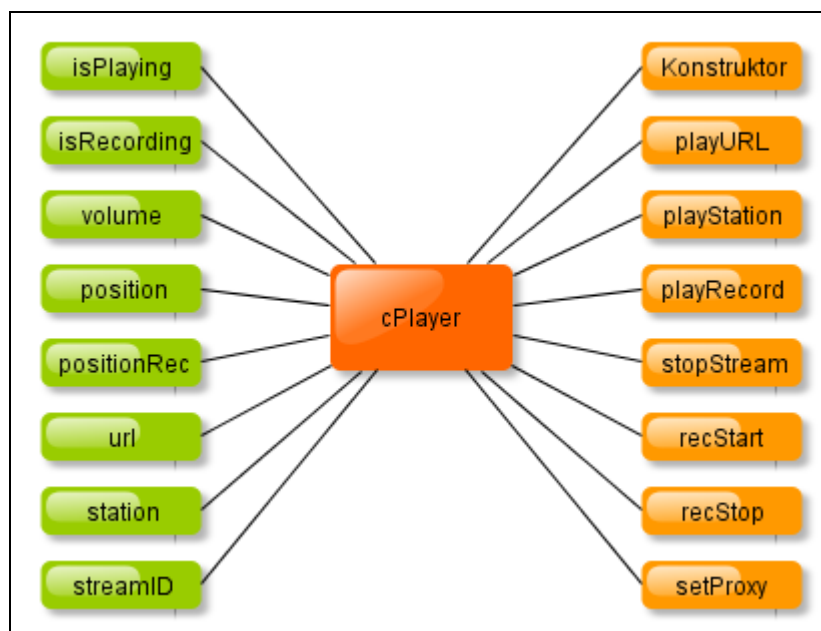 isPlaying
isRecording
volume
position
positionRec
url
station
streamID
cPlayer
Konstruktor
playURL
playStation
playRecord
stopStream
recStart
recStop
setProxy